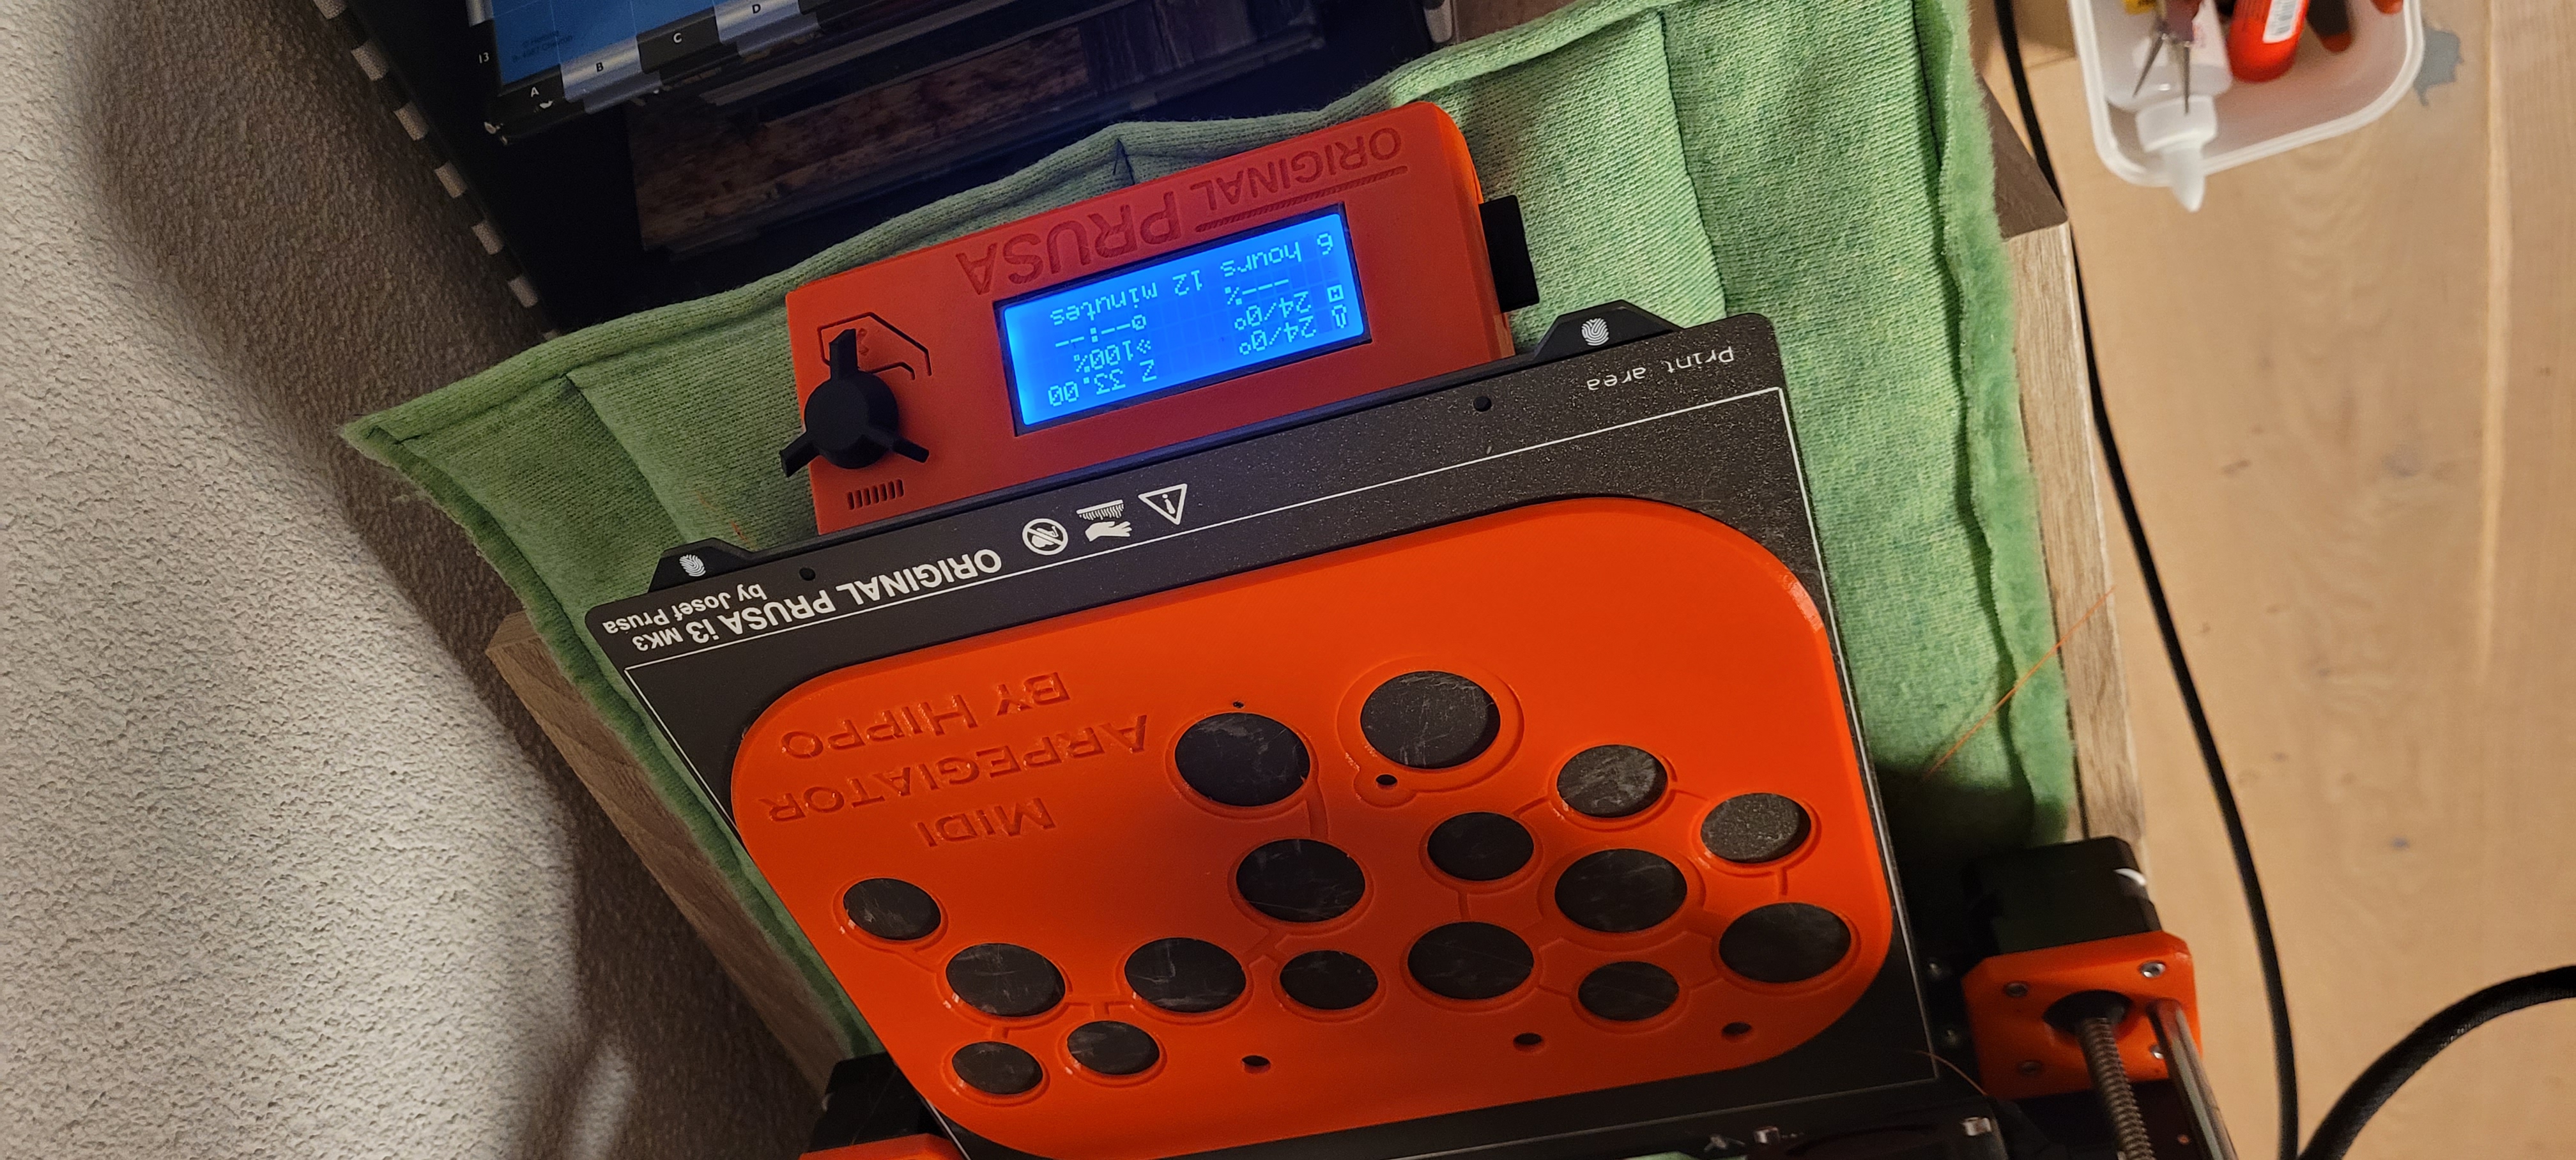 MIDI
ARPEGIATOR
BY HIPPO
ORIGINAL PRUSA i3 MK3
by Josef Prusa
Print area
24/0° Z 33.00
24/0° 100%
---% --:--
6 hours 12 minutes
ORIGINAL PRUSA
A
B
C
D
i3